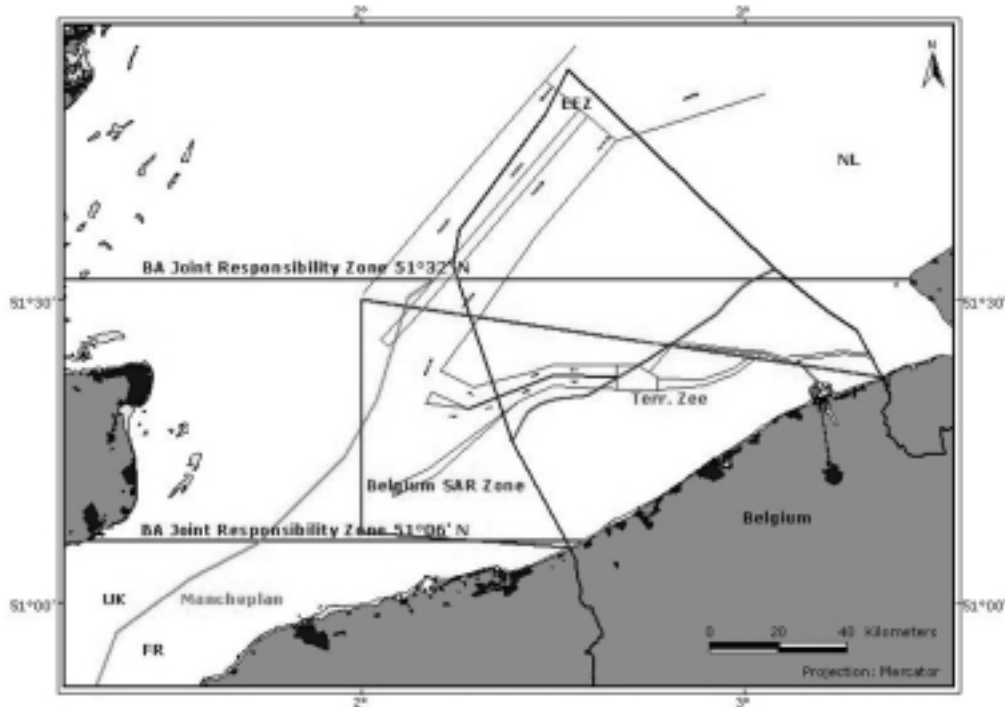 2° 3°
N
EEZ
NL
BA Joint Responsibility Zone 51°32' N
51°30' 51°30'
Terr. Zee
Belgium SAR Zone
Belgium
BA Joint Responsibility Zone 51°06' N
UK Mancheplan
51°00' 51°00'
FR
0 20 40 Kilometers
Projection: Mercator
2° 3°